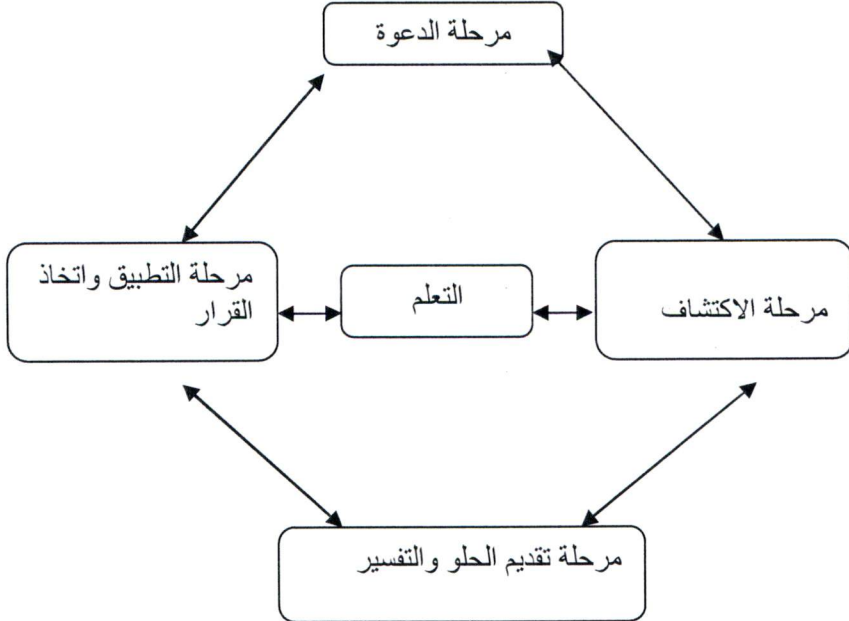 مرحلة الدعوة
مرحلة الاكتشاف
التعلم
مرحلة التطبيق واتخاذ
القرار
مرحلة تقديم الحلو والتفسير